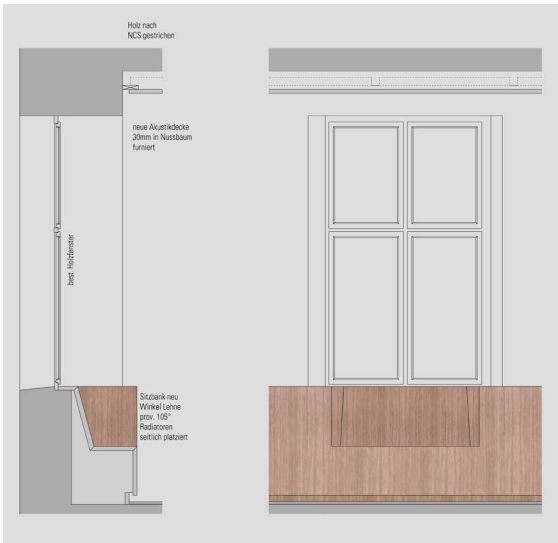 Holz nach
NCS gestrichen
neue Akustikdecke
30mm in Nussbaum
furniert
best. Holzfenster
Sitzbank neu
Winkel Lehne
prov. 105°
Radiatoren
seitlich platziert